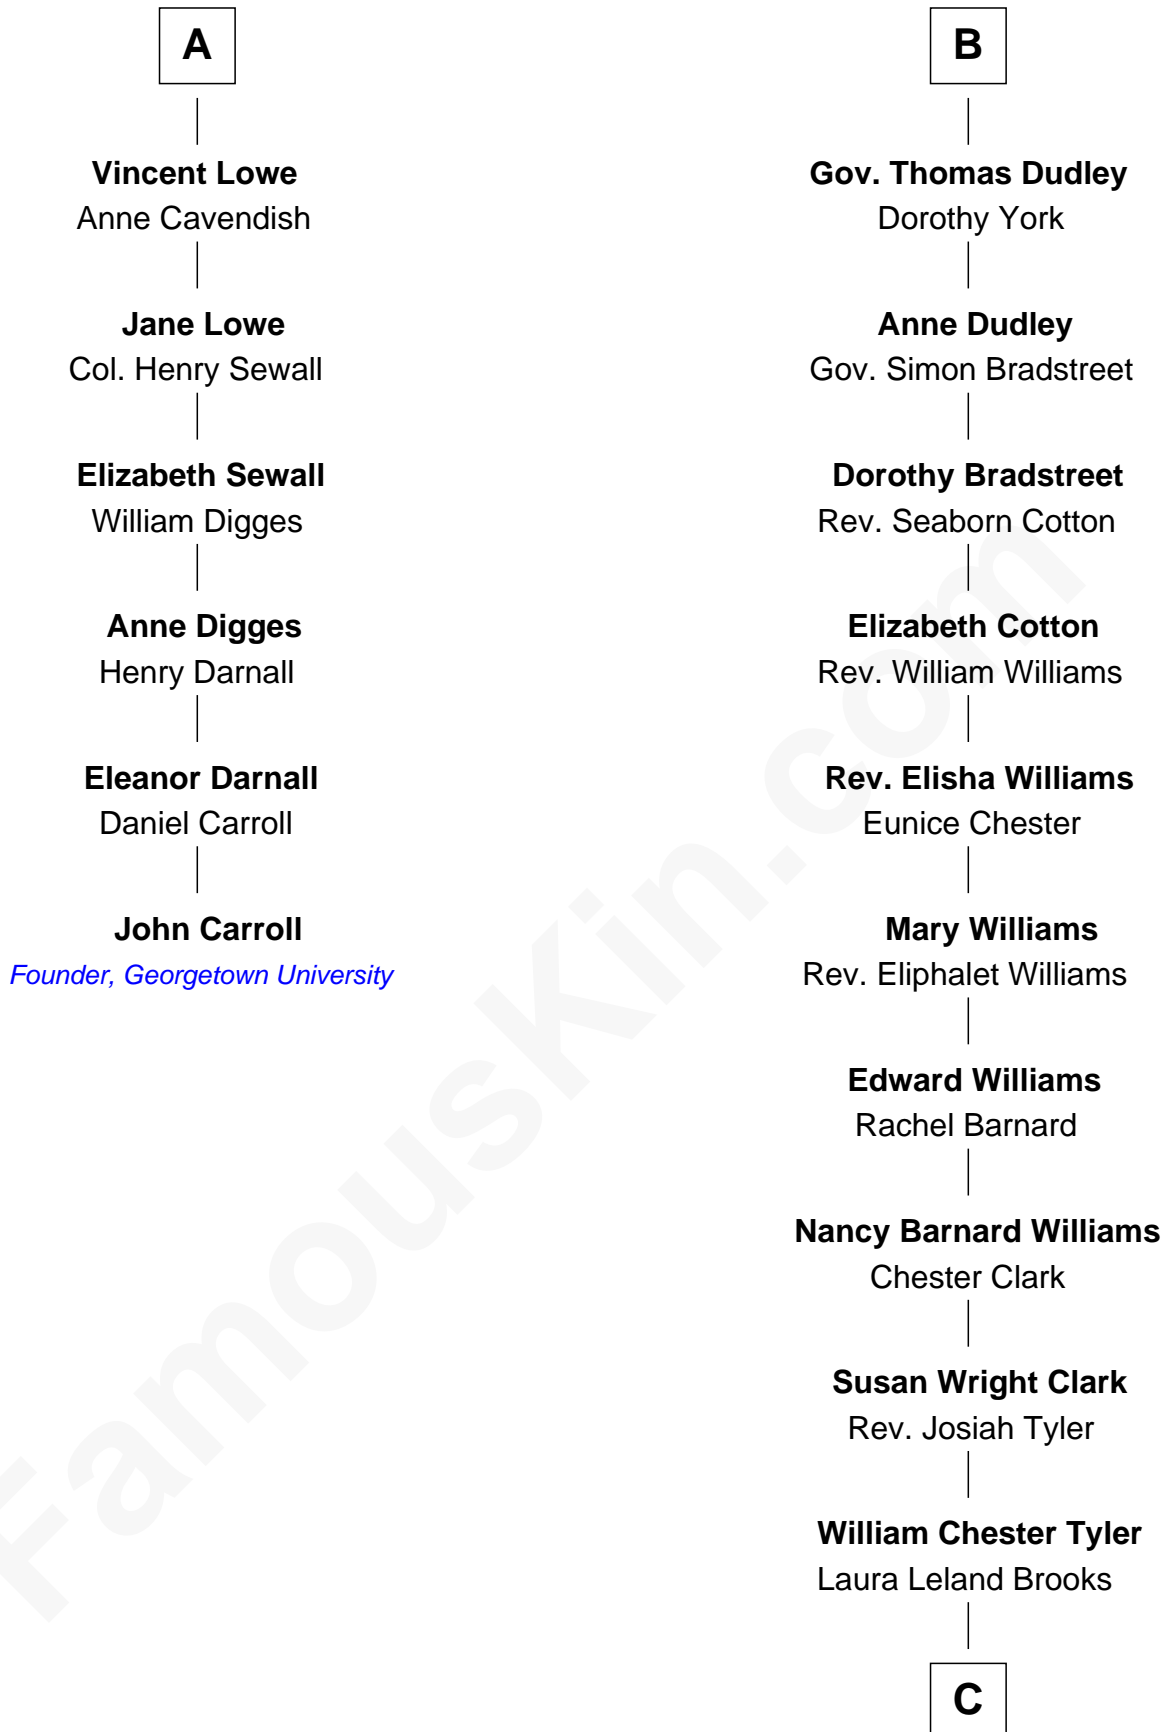 A
Vincent Lowe
Anne Cavendish
Jane Lowe
Col. Henry Sewall
Elizabeth Sewall
William Digges
Anne Digges
Henry Darnall
Eleanor Darnall
Daniel Carroll
John Carroll
Founder, Georgetown University
B
Gov. Thomas Dudley
Dorothy York
Anne Dudley
Gov. Simon Bradstreet
Dorothy Bradstreet
Rev. Seaborn Cotton
Elizabeth Cotton
Rev. William Williams
Rev. Elisha Williams
Eunice Chester
Mary Williams
Rev. Eliphalet Williams
Edward Williams
Rachel Barnard
Nancy Barnard Williams
Chester Clark
Susan Wright Clark
Rev. Josiah Tyler
William Chester Tyler
Laura Leland Brooks
C
FamousKin.com